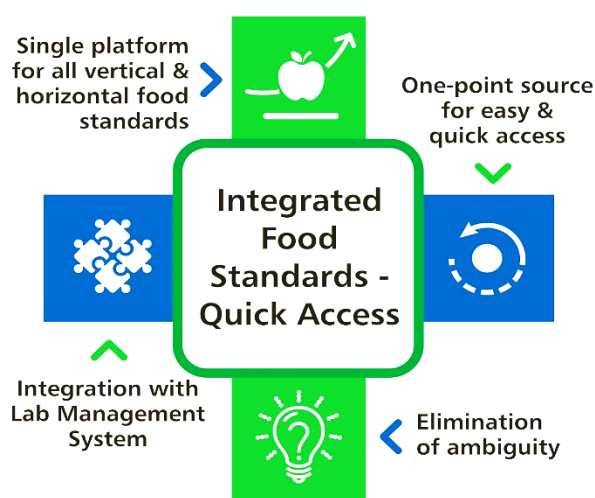 Single platform
for all vertical &
horizontal food
standards
One-point source
for easy &
quick access
Integrated
Food
Standards -
Quick Access
Integration with
Lab Management
System
?
Elimination
of ambiguity